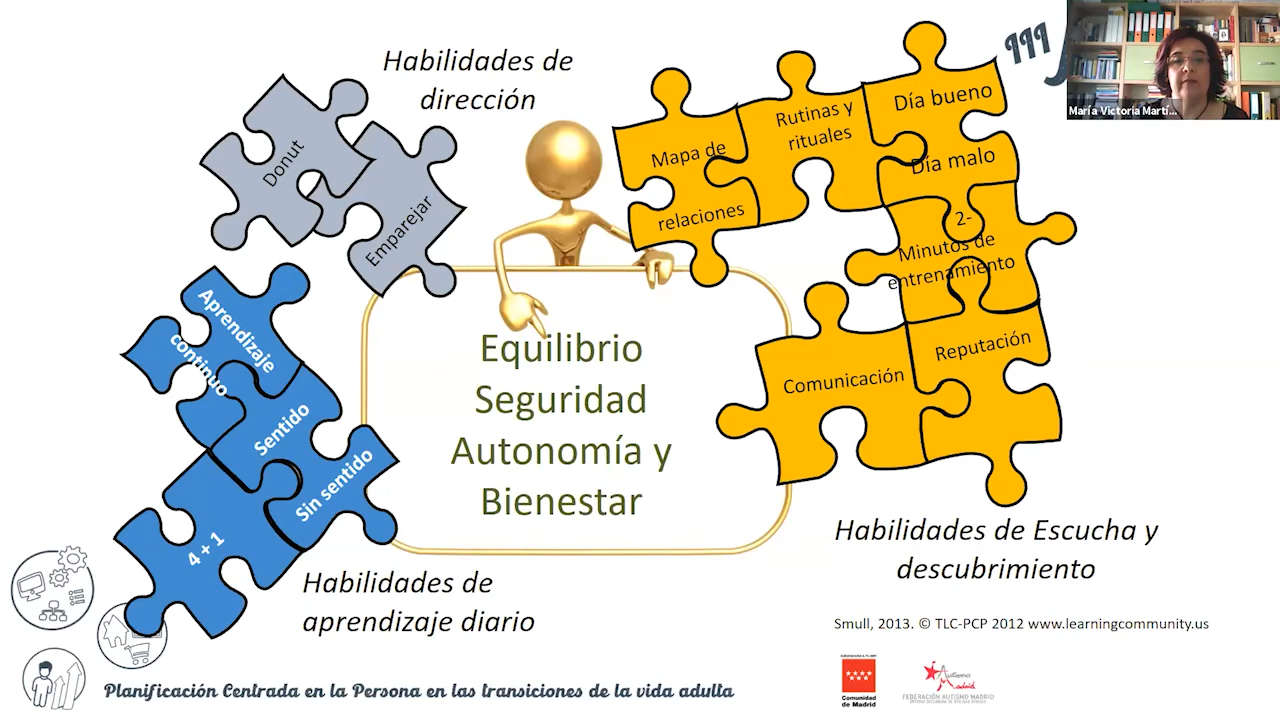 Habilidades de
dirección
Donut
Emparejar
Mapa de
relaciones
Rutinas y
rituales
Día bueno
Día malo
2-
Minutos de
entrenamiento
Reputación
Comunicación
María Victoria Martí...
Aprendizaje
continuo
Sentido
Sin sentido
4 + 1
Equilibrio
Seguridad
Autonomía y
Bienestar
Habilidades de Escucha y
descubrimiento
Habilidades de
aprendizaje diario
Smull, 2013. © TLC-PCP 2012 www.learningcommunity.us
Planificación Centrada en la Persona en las transiciones de la vida adulta
Comunidad
de Madrid
Autismo
Madrid
FEDERACIÓN AUTISMO MADRID